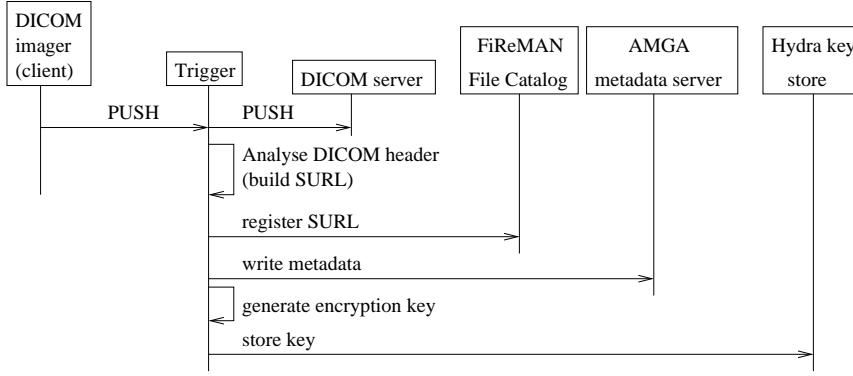 DICOM
imager
(client)
Trigger
DICOM server
FiReMAN
File Catalog
AMGA
metadata server
Hydra key
store
PUSH
PUSH
Analyse DICOM header
(build SURL)
register SURL
write metadata
generate encryption key
store key